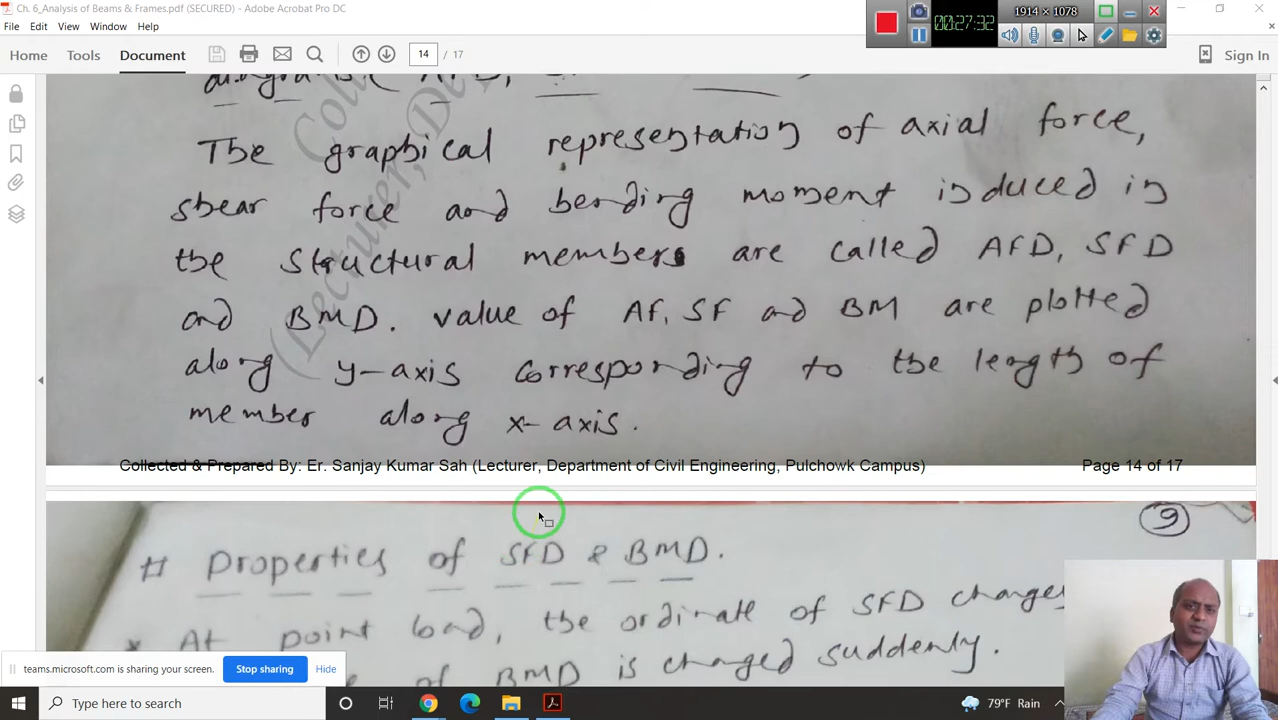 Ch. 6_Analysis of Beams & Frames.pdf (SECURED) - Adobe Acrobat Pro DC
1914 × 1078
File Edit View Window Help
00:27:32
Home Tools Document 14 / 17 Sign In
The graphical representation of axial force,
shear force and bending moment induced in
the structural members are called AFD, SFD
and BMD. value of AF, SF and BM are plotted
along y-axis corresponding to the length of
member along x-axis.
Collected & Prepared By: Er. Sanjay Kumar Sah (Lecturer, Department of Civil Engineering, Pulchowk Campus) Page 14 of 17
9
# Properties of SFD & BMD.
* At point load, the ordinate of SFD changes
of BMD is changed suddenly.
teams.microsoft.com is sharing your screen. Stop sharing Hide
Type here to search 79°F Rain